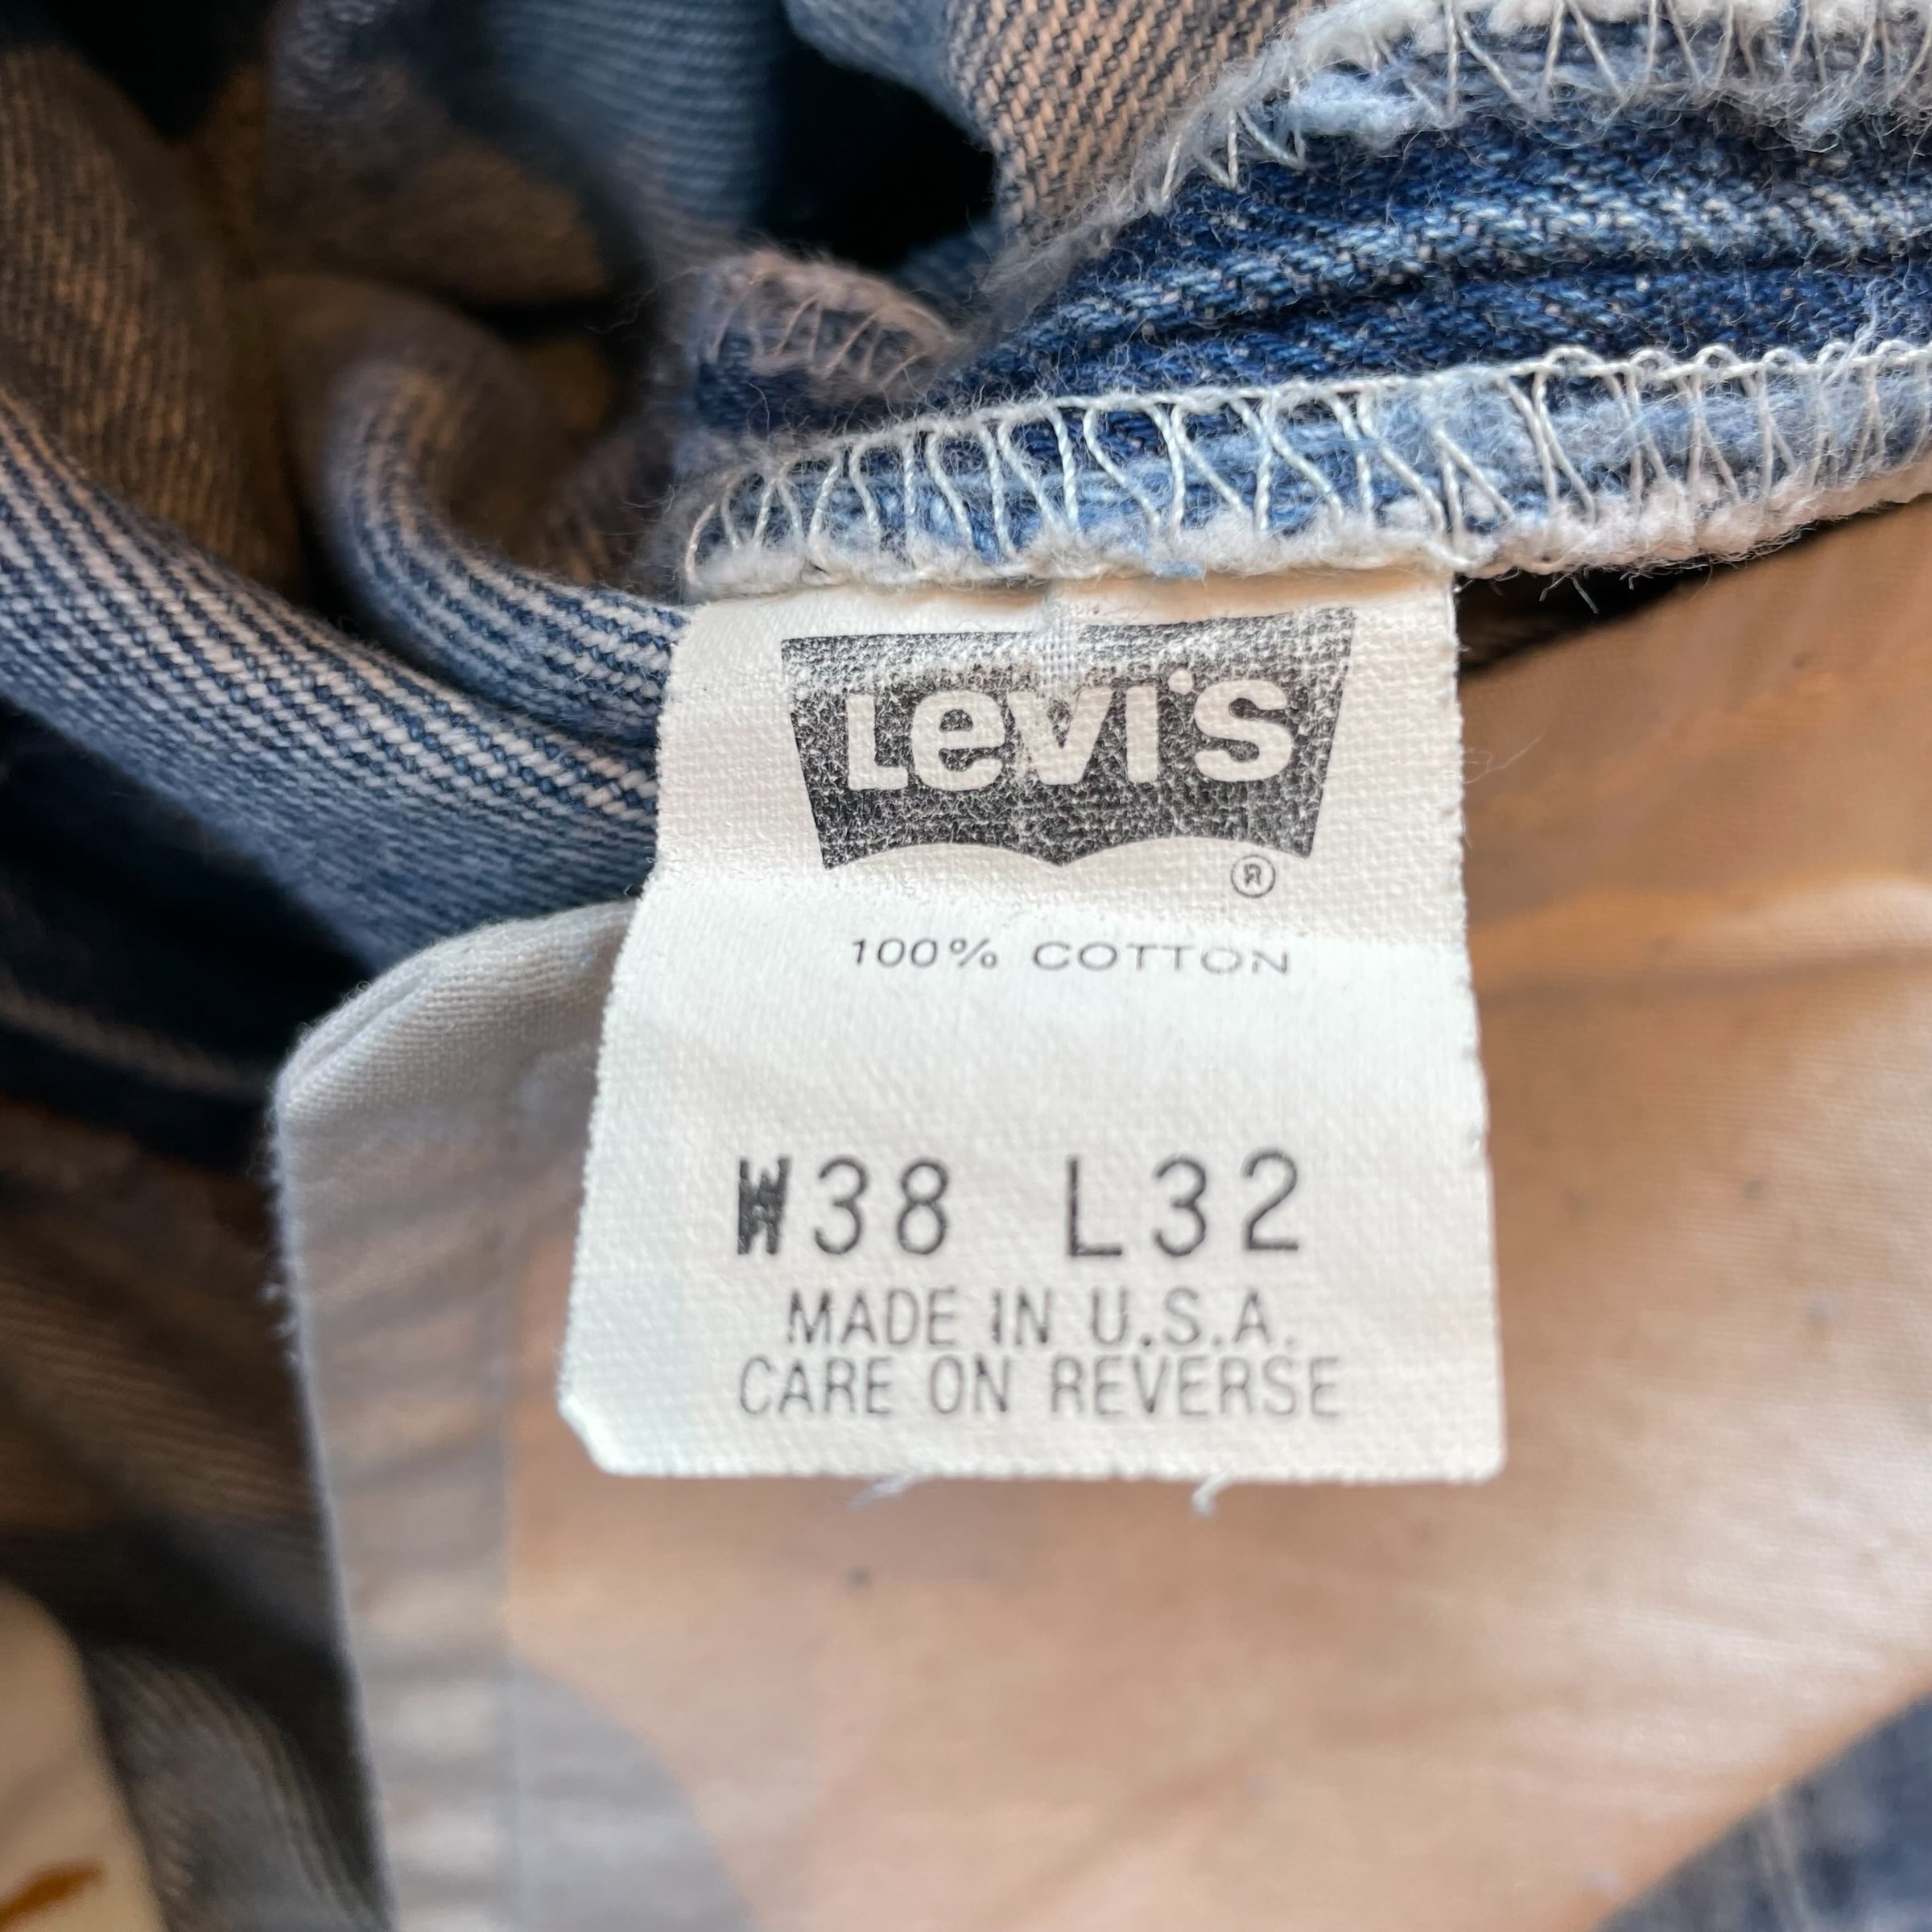 Levi's
®
100% COTTON
W38 L32
MADE IN U.S.A.
CARE ON REVERSE